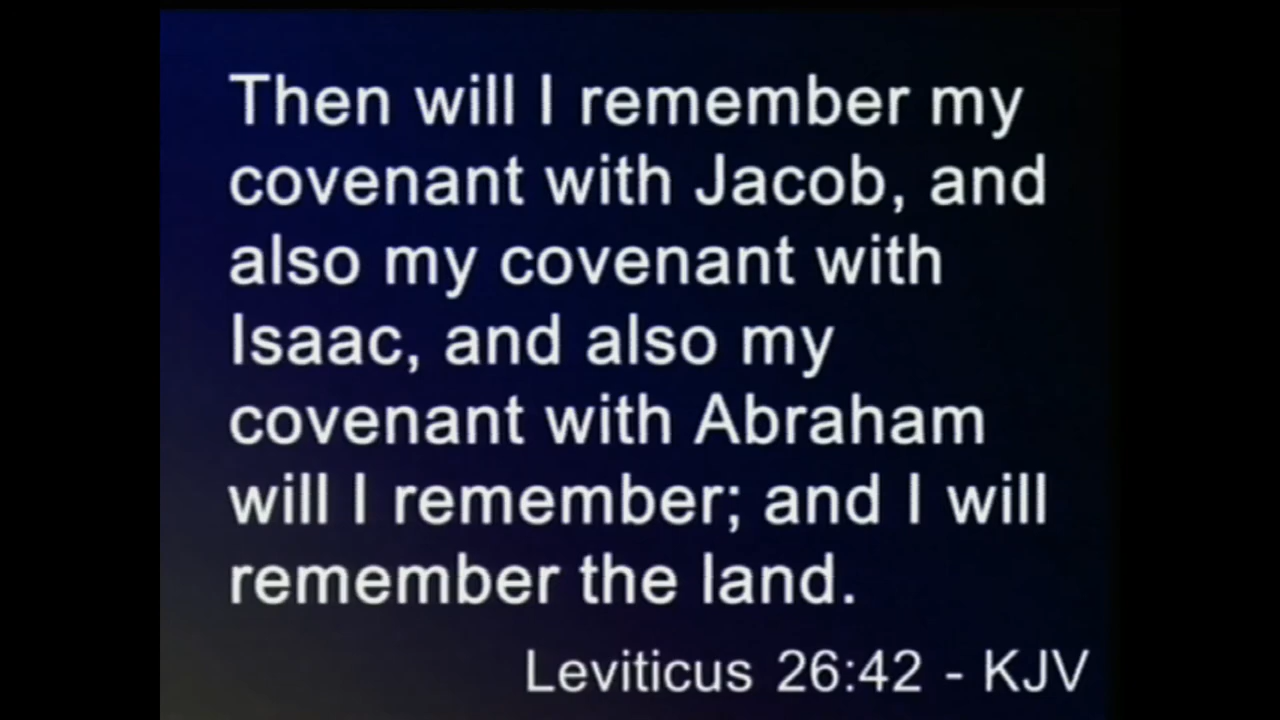 Then will I remember my
covenant with Jacob, and
also my covenant with
Isaac, and also my
covenant with Abraham
will I remember; and I will
remember the land.
Leviticus 26:42 - KJV